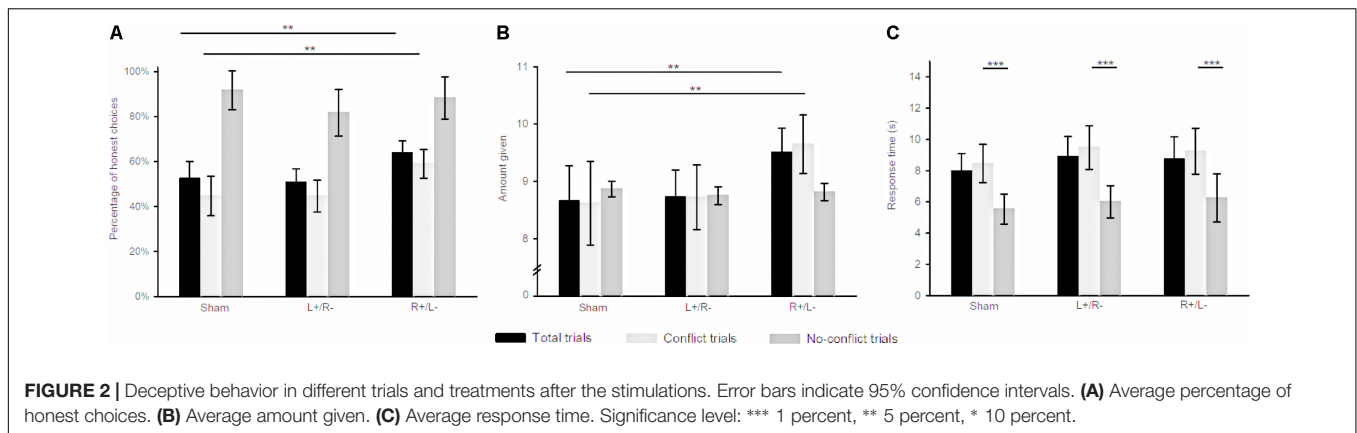 A
**
**
Percentage of honest choices
100%
80%
60%
40%
20%
0%
Sham
L+/R-
R+/L-
B
**
**
Amount given
11
10
9
8
0
Sham
L+/R-
R+/L-
C
***
***
***
Response time (s)
14
12
10
8
6
4
2
0
Sham
L+/R-
R+/L-
Total trials
Conflict trials
No-conflict trials
FIGURE 2 | Deceptive behavior in different trials and treatments after the stimulations. Error bars indicate 95% confidence intervals. (A) Average percentage of
honest choices. (B) Average amount given. (C) Average response time. Significance level: *** 1 percent, ** 5 percent, * 10 percent.